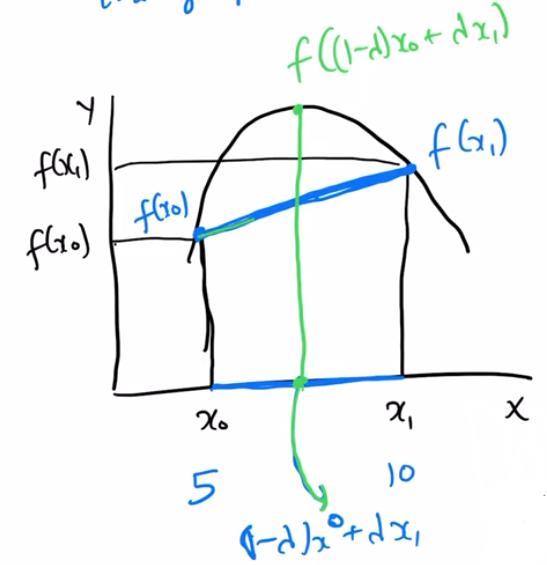 f((1-λ)x₀ + λx₁)
y
f(x₁)
f(x₁)
f(x₀)
f(x₀)
x₀
x₁
x
5
10
(1-λ)x⁰ + λx₁